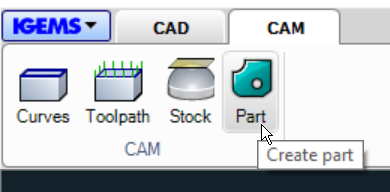 IGEMS CAD CAM
Curves Toolpath Stock Part
CAM
Create part